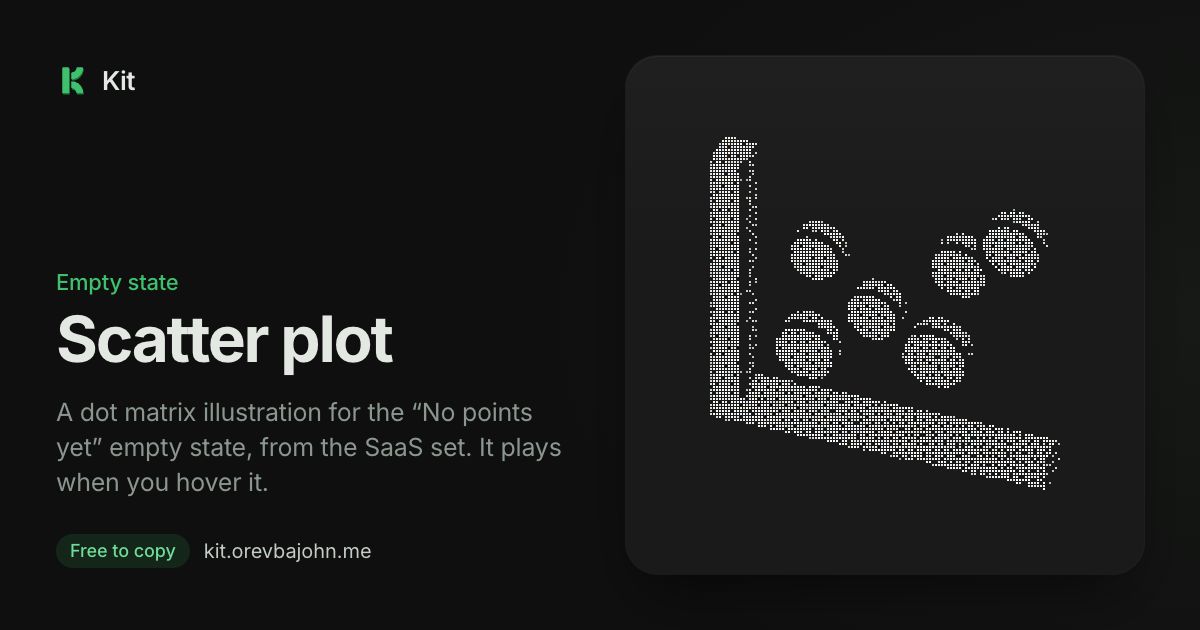 Kit
Empty state
Scatter plot
A dot matrix illustration for the “No points
yet” empty state, from the SaaS set. It plays
when you hover it.
Free to copy
kit.orevbajohn.me